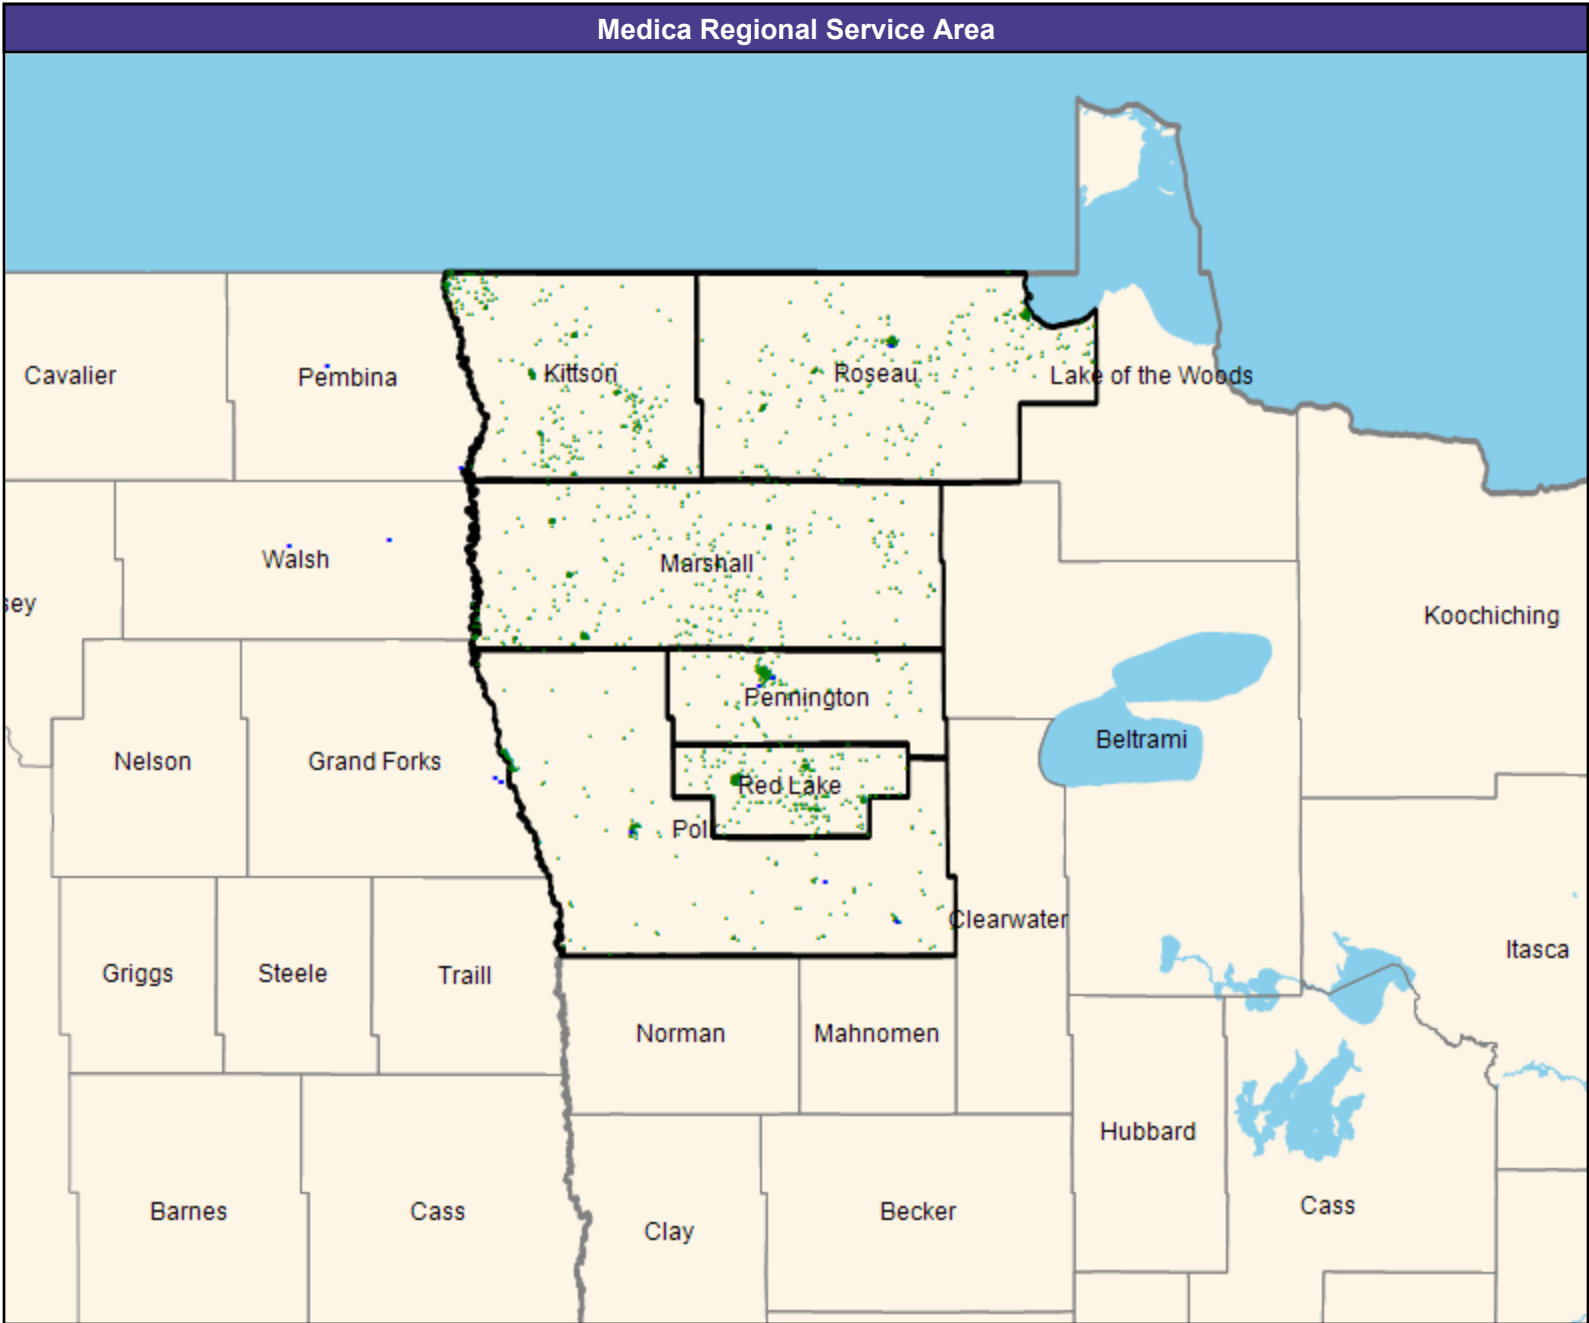 Medica Regional Service Area
Cavalier
Pembina
Kittson
Roseau
Lake of the Woods
Walsh
Marshall
sey
Koochiching
Pennington
Nelson
Grand Forks
Beltrami
Red Lake
Pol
Clearwater
Griggs
Steele
Traill
Itasca
Norman
Mahnomen
Hubbard
Barnes
Cass
Clay
Becker
Cass